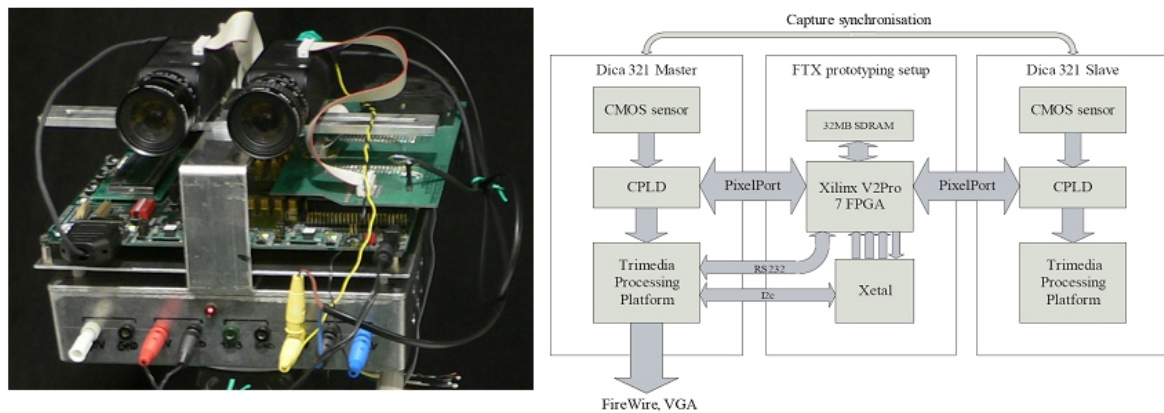 Capture synchronisation
Dica 321 Master
FTX prototyping setup
Dica 321 Slave
CMOS sensor
32MB SDRAM
CMOS sensor
CPLD
PixelPort
Xilinx V2Pro
7 FPGA
PixelPort
CPLD
Trimedia
Processing
Platform
RS232
I2c
Xetal
Trimedia
Processing
Platform
FireWire, VGA
GND